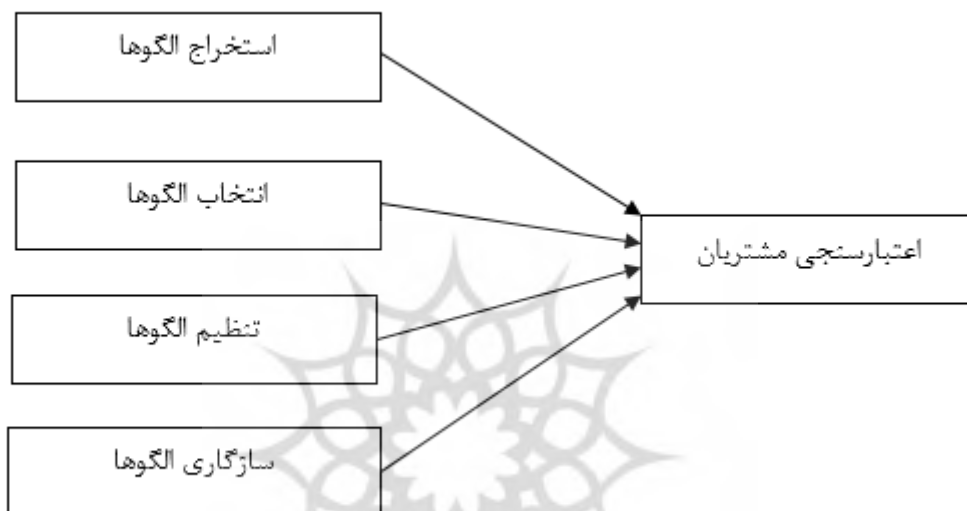 استخراج الگوها
انتخاب الگوها
اعتبارسنجی مشتریان
تنظیم الگوها
سازگاری الگوها